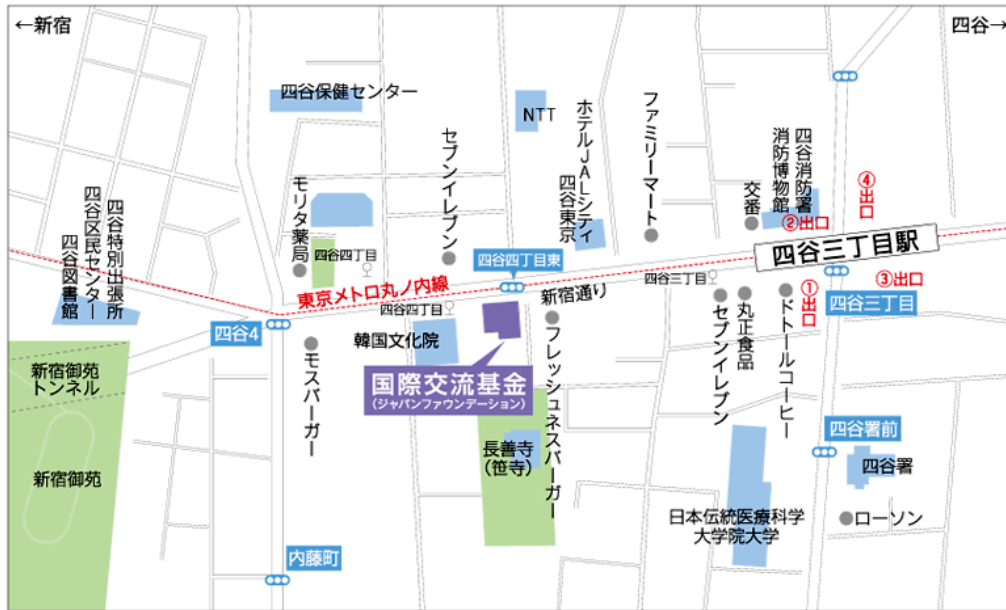 ←新宿
四谷→
四谷保健センター
NTT
ホテルJALシティ
四谷東京
ファミリーマート
セブンイレブン
モリタ薬局
四谷消防署
消防博物館
交番
②出口
④出口
四谷三丁目駅
③出口
①出口
四谷三丁目
四谷特別出張所
四谷区民センター
四谷図書館
四谷四丁目
四谷四丁目東
四谷三丁目
東京メトロ丸ノ内線
新宿通り
四谷四丁目
四谷4
韓国文化院
国際交流基金
(ジャパンファウンデーション)
モスバーガー
フレッシュネスバーガー
セブンイレブン
丸正食品
ドトールコーヒー
新宿御苑
トンネル
新宿御苑
長善寺
(笹寺)
四谷署前
四谷署
日本伝統医療科学
大学院大学
ローソン
内藤町